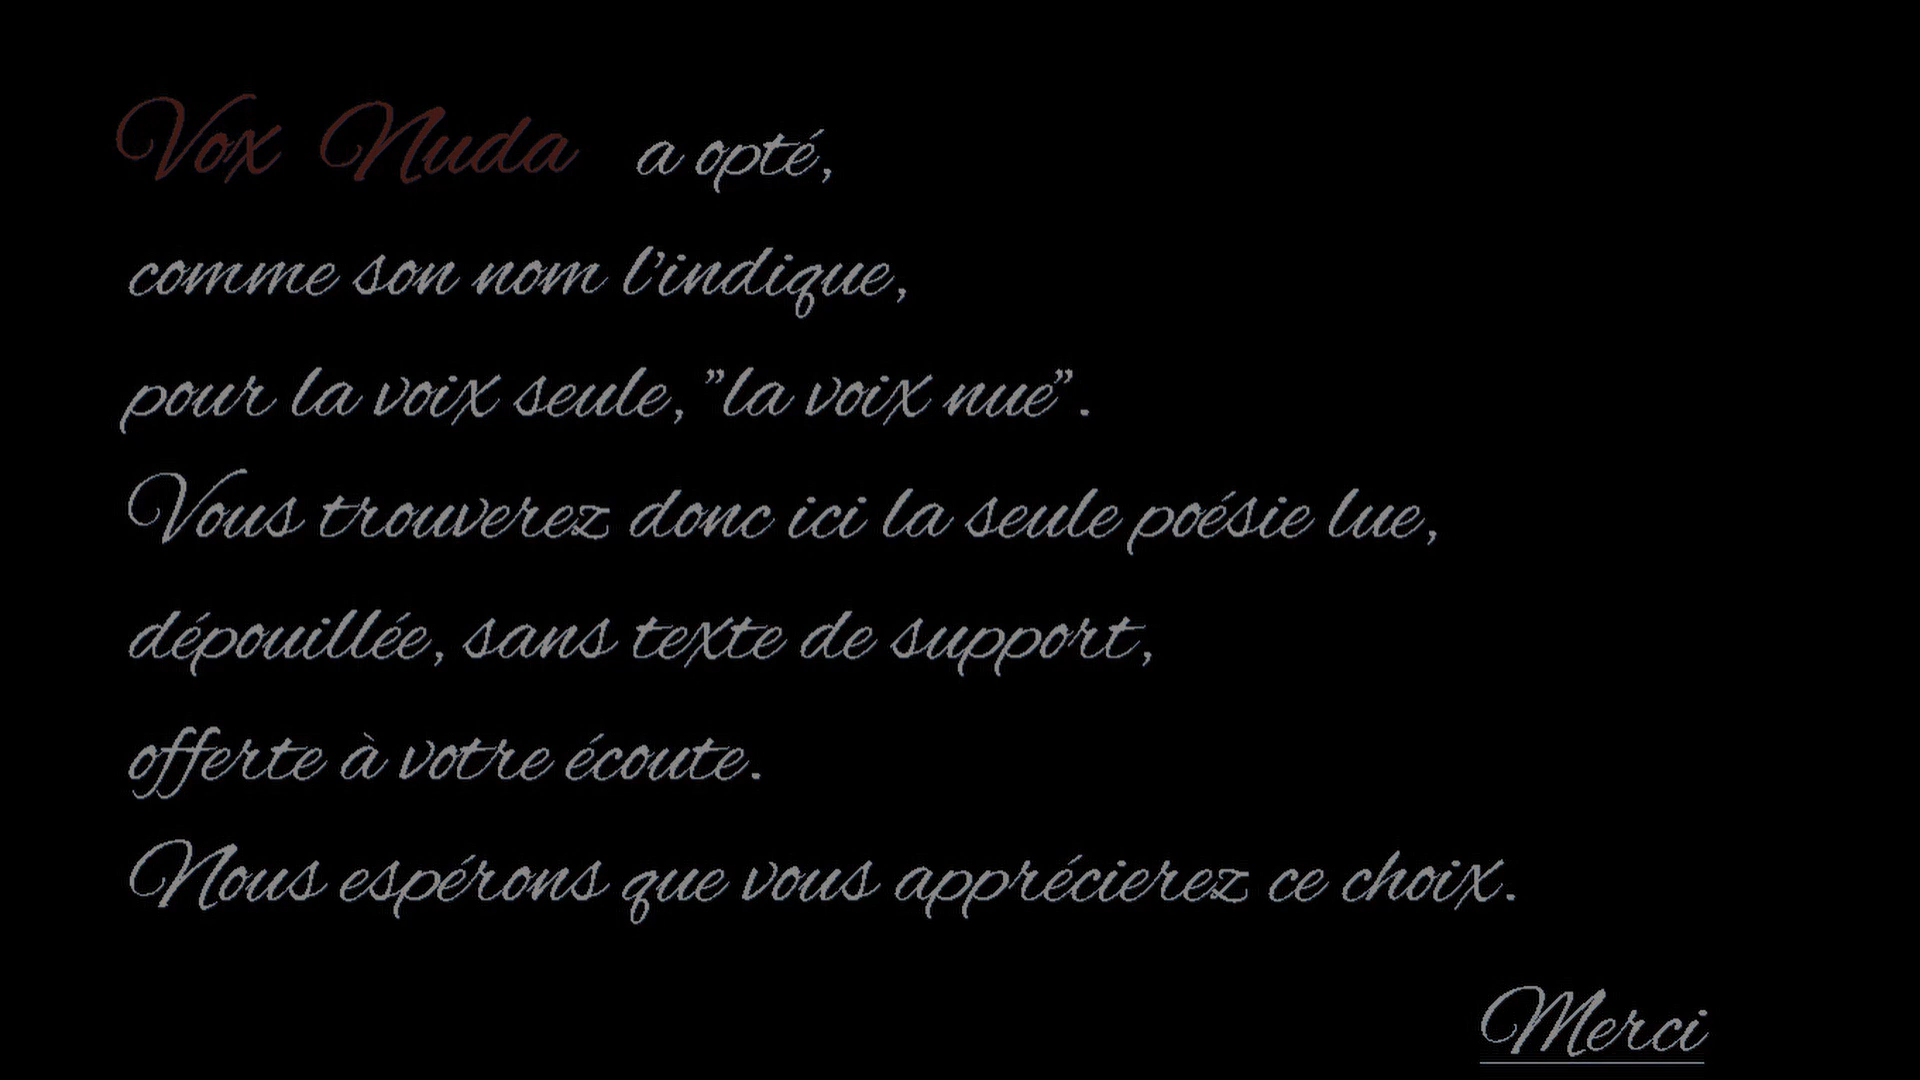 Vox Nuda a opté,
comme son nom l'indique,
pour la voix seule, "la voix nue".
Vous trouverez donc ici la seule poésie lue,
dépouillée, sans texte de support,
offerte à votre écoute.
Nous espérons que vous apprécierez ce choix.
Merci